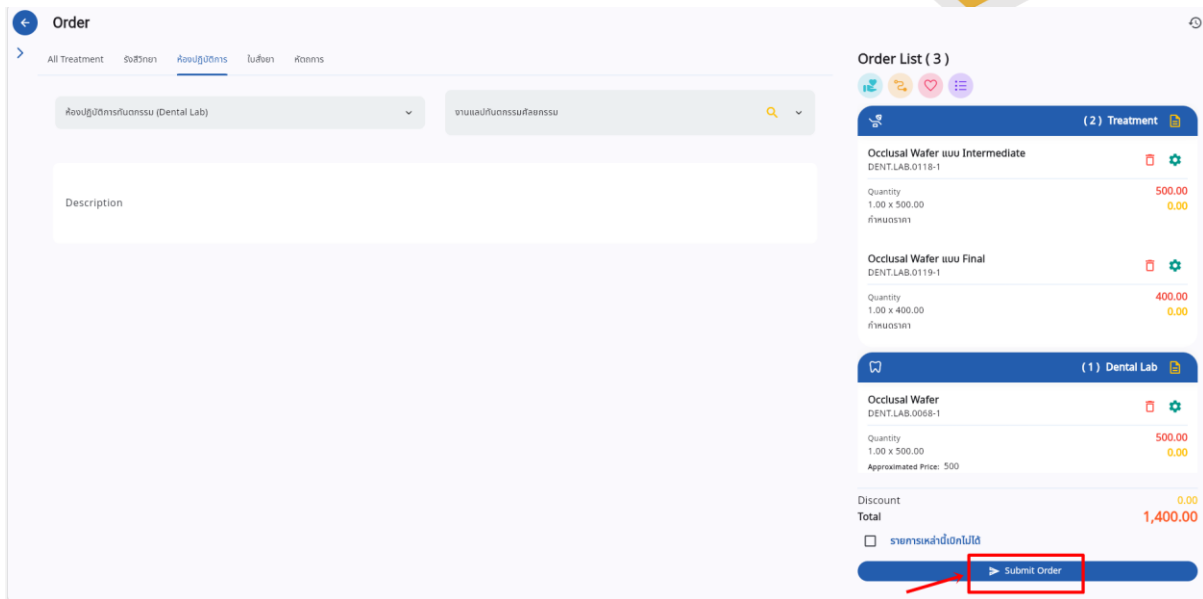 Order
All Treatment รังสีวิทยา ห้องปฏิบัติการ ใบสั่งยา หัตถการ
ห้องปฏิบัติการทันตกรรม (Dental Lab)
งานแลปทันตกรรมศัลยกรรม
Description
Order List ( 3 )
( 2 ) Treatment
Occlusal Wafer แบบ Intermediate
DENT.LAB.0118-1
Quantity 500.00
1.00 x 500.00 0.00
กำหนดราคา
Occlusal Wafer แบบ Final
DENT.LAB.0119-1
Quantity 400.00
1.00 x 400.00 0.00
กำหนดราคา
( 1 ) Dental Lab
Occlusal Wafer
DENT.LAB.0068-1
Quantity 500.00
1.00 x 500.00 0.00
Approximated Price: 500
Discount 0.00
Total 1,400.00
รายการเหล่านี้เบิกไม่ได้
Submit Order